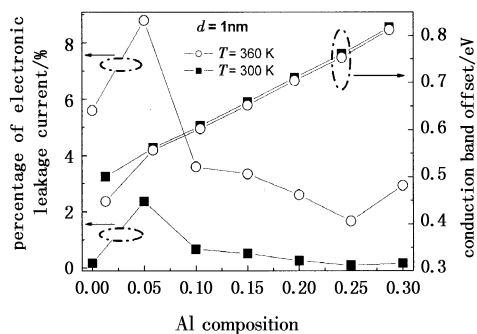 d = 1nm
T = 360 K
T = 300 K
percentage of electronic
leakage current/%
8
6
4
2
0
0.8
0.7
0.6
0.5
0.4
0.3
conduction band offset/eV
0.00 0.05 0.10 0.15 0.20 0.25 0.30
Al composition